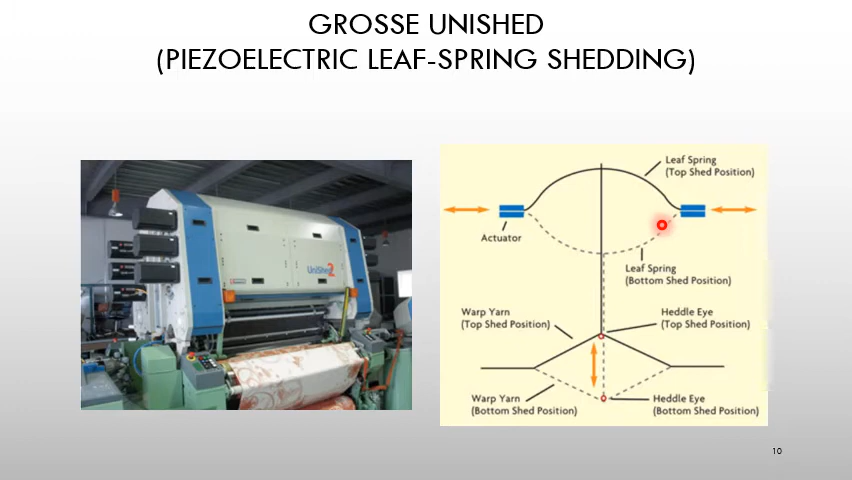 GROSSE UNISHED
(PIEZOELECTRIC LEAF-SPRING SHEDDING)
UniShed 2
Leaf Spring
(Top Shed Position)
Actuator
Leaf Spring
(Bottom Shed Position)
Warp Yarn
(Top Shed Position)
Heddle Eye
(Top Shed Position)
Warp Yarn
(Bottom Shed Position)
Heddle Eye
(Bottom Shed Position)
10